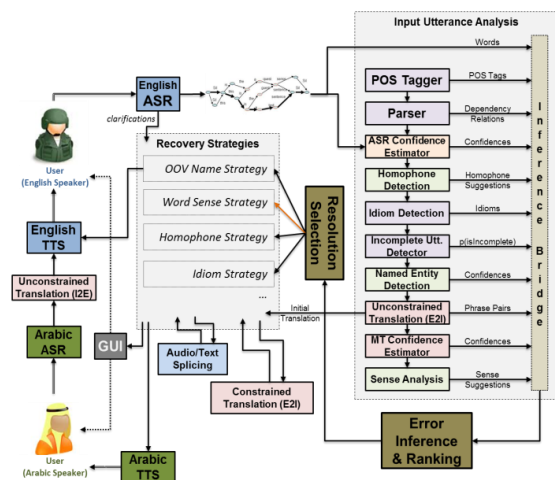 Input Utterance Analysis
Words
English
ASR
clarifications
POS Tagger
POS Tags
Parser
Dependency
Relations
Recovery Strategies
ASR Confidence
Estimator
Confidences
User
(English Speaker)
OOV Name Strategy
Homophone
Detection
Homophone
Suggestions
Word Sense Strategy
Idiom Detection
Idioms
English
TTS
Homophone Strategy
Incomplete Utt.
Detector
p(isIncomplete)
Idiom Strategy
Named Entity
Detection
Confidences
Resolution
Selection
Inference Bridge
Unconstrained
Translation (I2E)
...
Initial
Translation
Unconstrained
Translation (E2I)
Phrase Pairs
Arabic
ASR
GUI
Audio/Text
Splicing
MT Confidence
Estimator
Confidences
Constrained
Translation (E2I)
Sense Analysis
Sense
Suggestions
Error
Inference
& Ranking
User
(Arabic Speaker)
Arabic
TTS